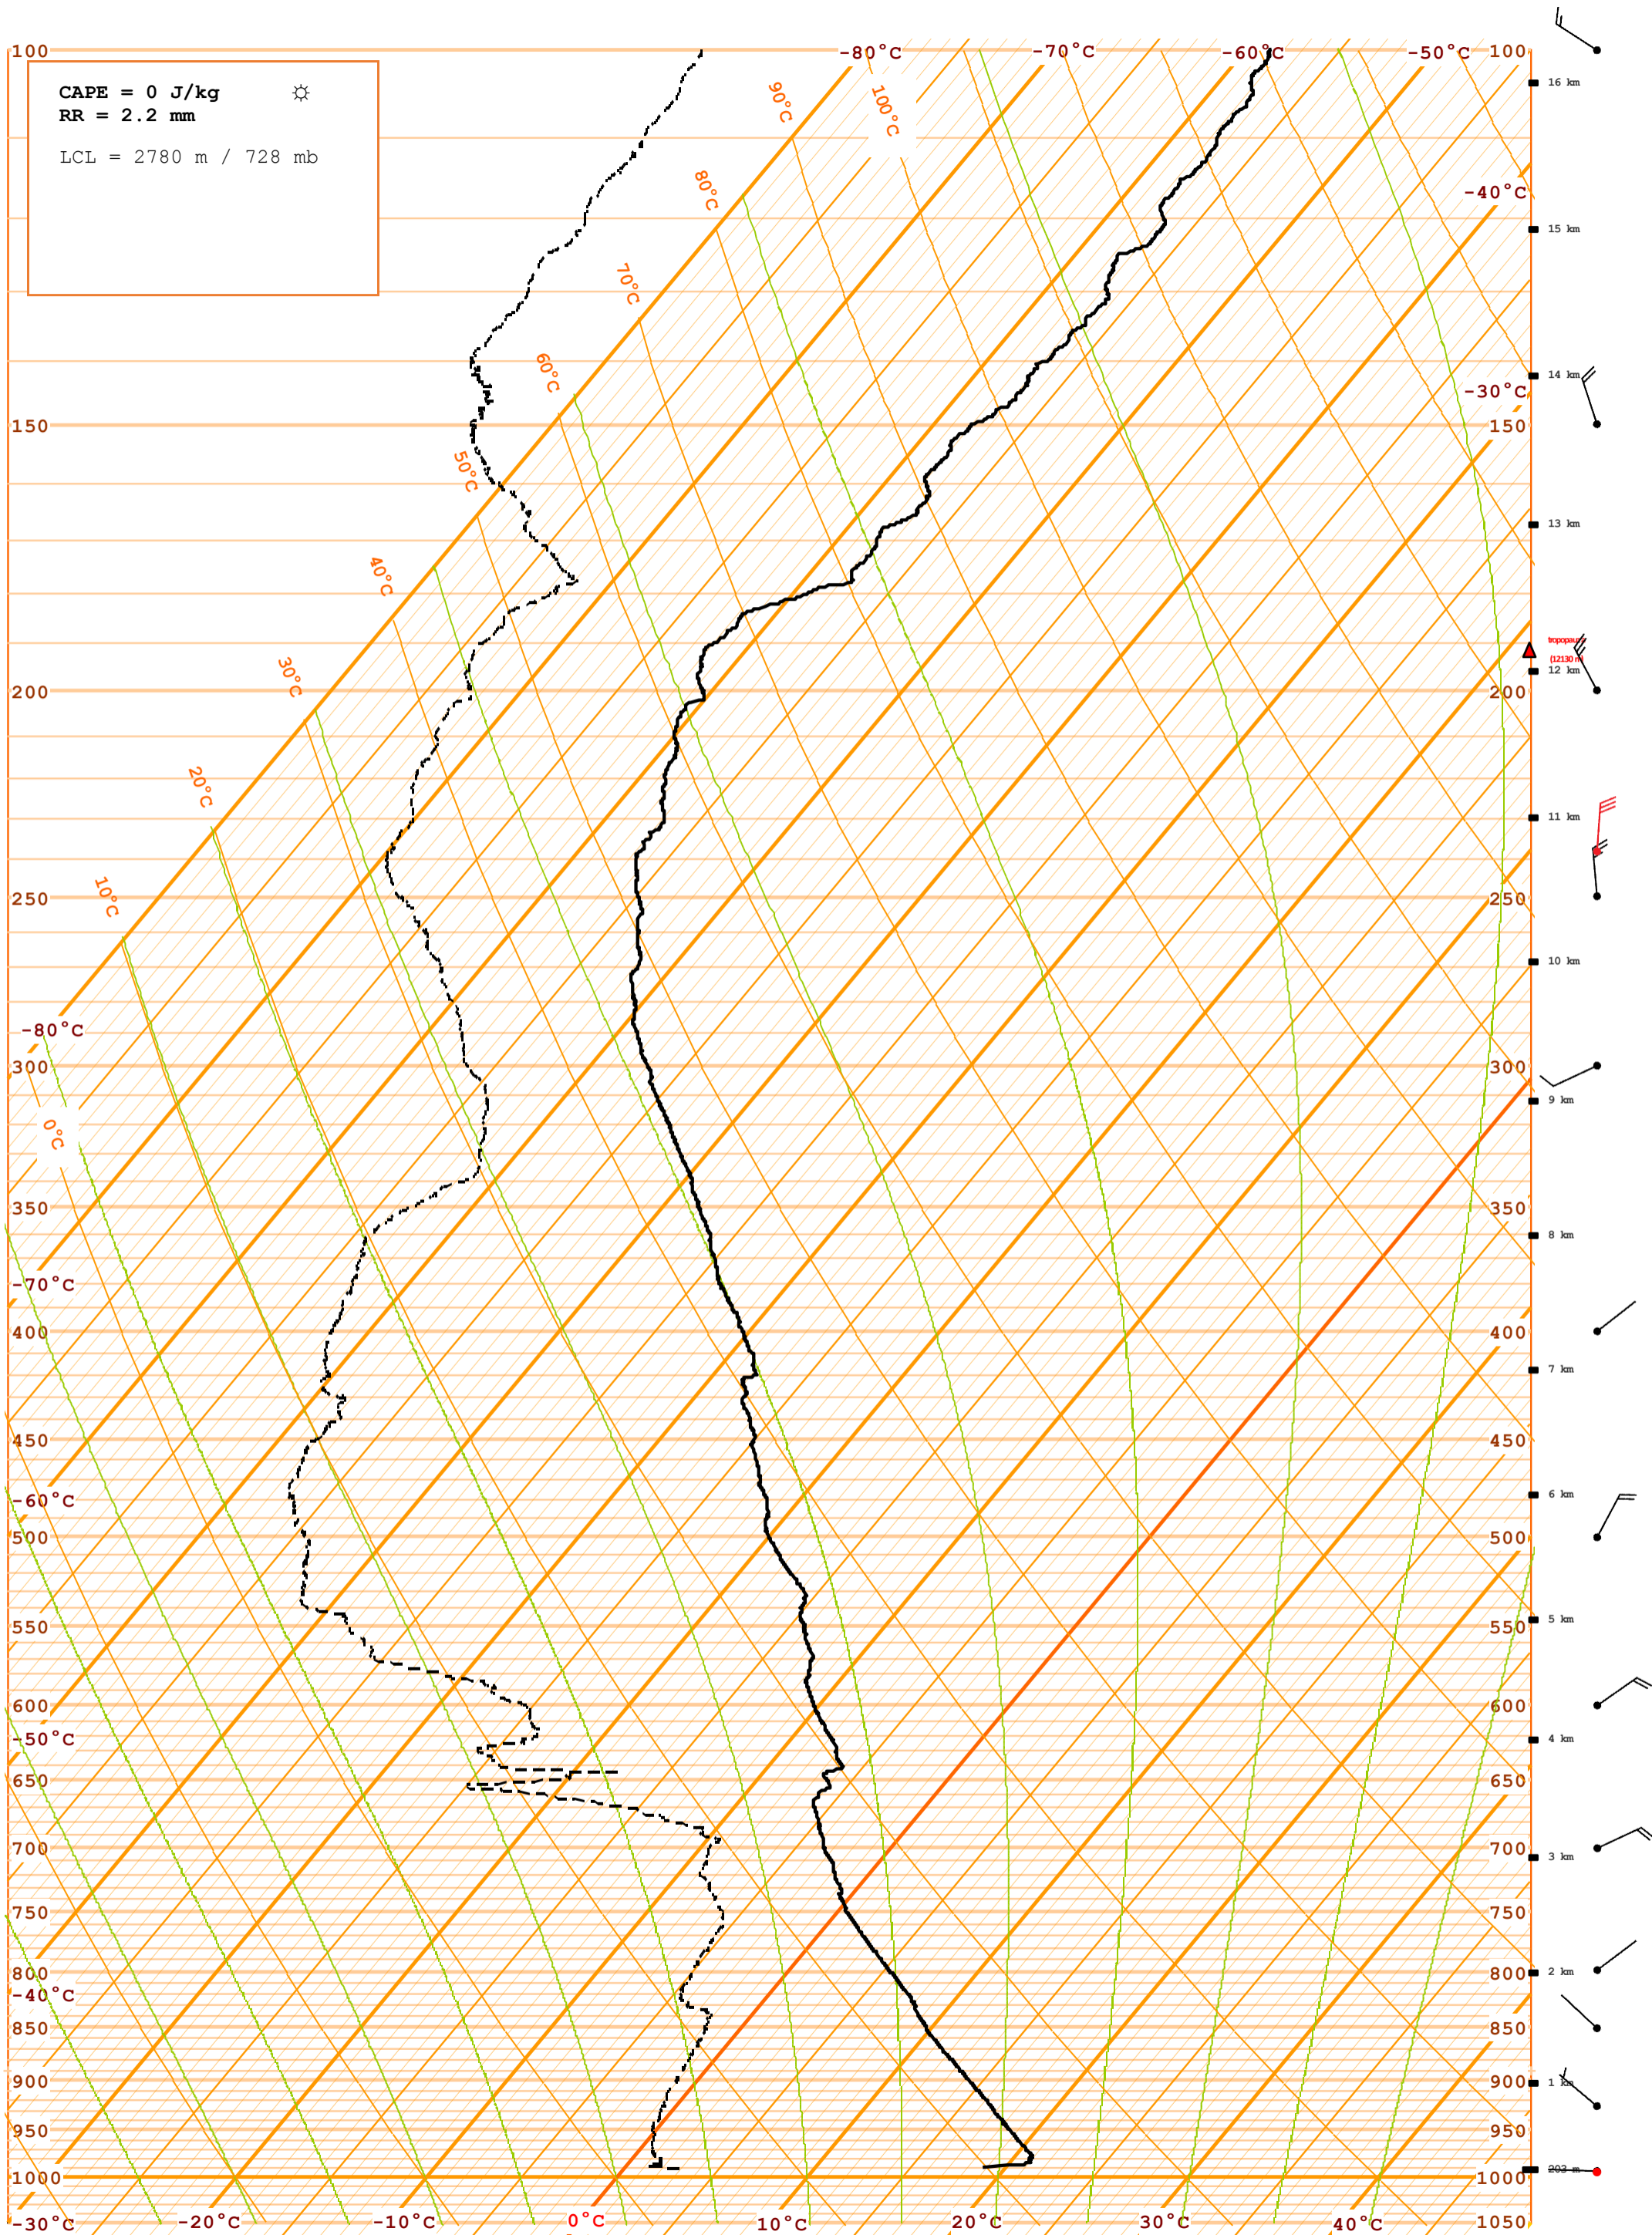 100 -80°C -70°C -60°C -50°C 100
16 km
CAPE = 0 J/kg ☼
RR = 2.2 mm
90°C 100°C
LCL = 2780 m / 728 mb
80°C -40°C
15 km
70°C
60°C 14 km
-30°C
150 150
50°C
13 km
40°C
tropopause
(12130 m)
30°C 12 km
200 200
20°C
11 km
10°C
250 250
10 km
-80°C
300 300
9 km
0°C
350 350
8 km
-70°C
400 400
7 km
450 450
6 km
-60°C
500 500
5 km
550 550
600 600
-50°C 4 km
650 650
700 700
3 km
750 750
800 800 2 km
-40°C
850 850
900 900 1 km
950 950
203 m
1000 1000
-30°C -20°C -10°C 0°C 10°C 20°C 30°C 40°C 1050